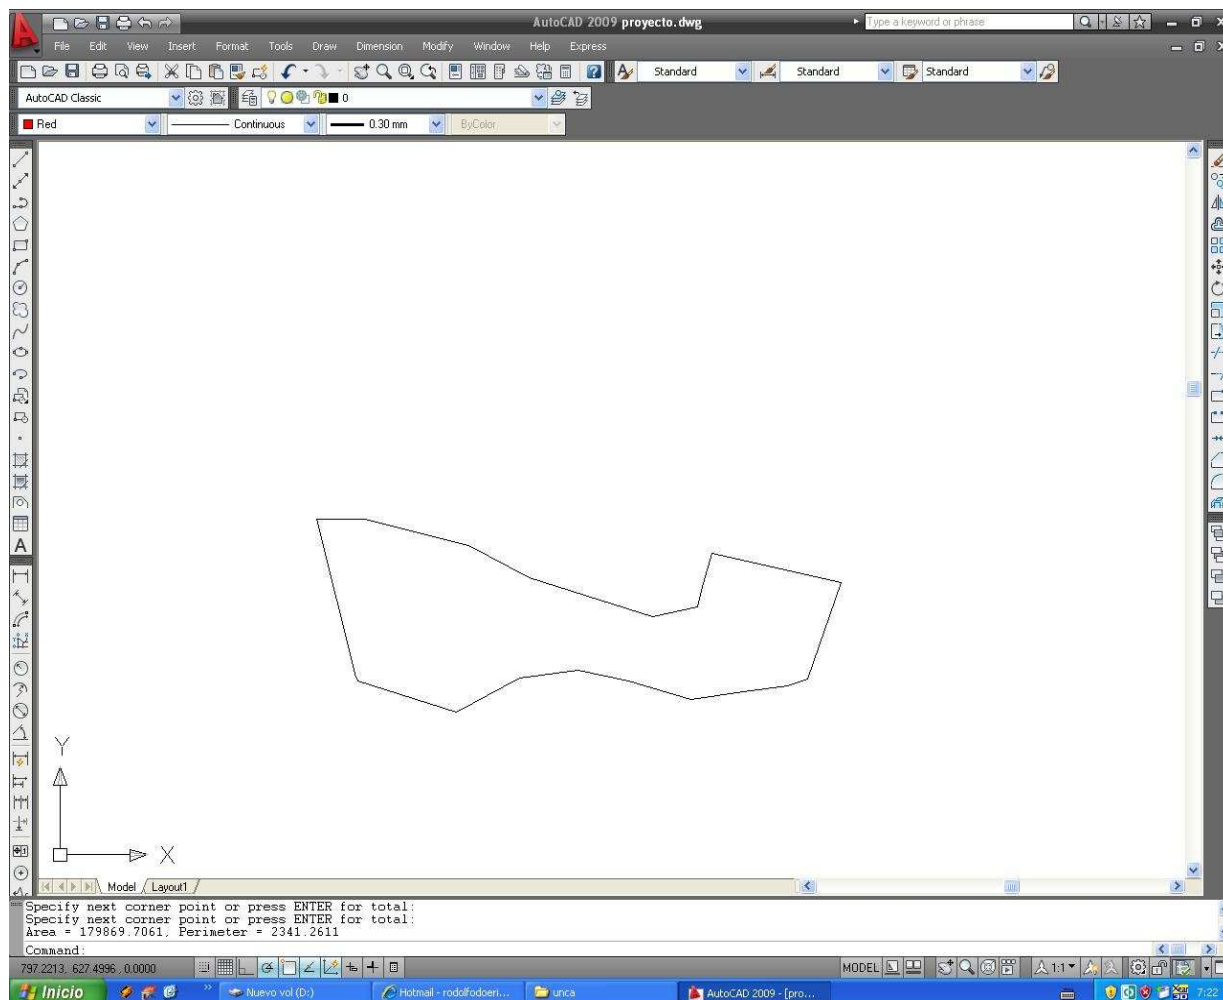 AutoCAD 2009 proyecto.dwg
Type a keyword or phrase
File Edit View Insert Format Tools Draw Dimension Modify Window Help Express
Standard Standard Standard
AutoCAD Classic 0
Red Continuous 0.30 mm ByColor
A
Y
X
Model Layout1
Specify next corner point or press ENTER for total:
Specify next corner point or press ENTER for total:
Area = 179869.7061, Perimeter = 2341.2611
Command:
797.2213, 627.4996 , 0.0000 MODEL 1:1
Inicio Nuevo vol (D:) Hotmail - rodolfodoeri... unca AutoCAD 2009 - [pro... 7:22